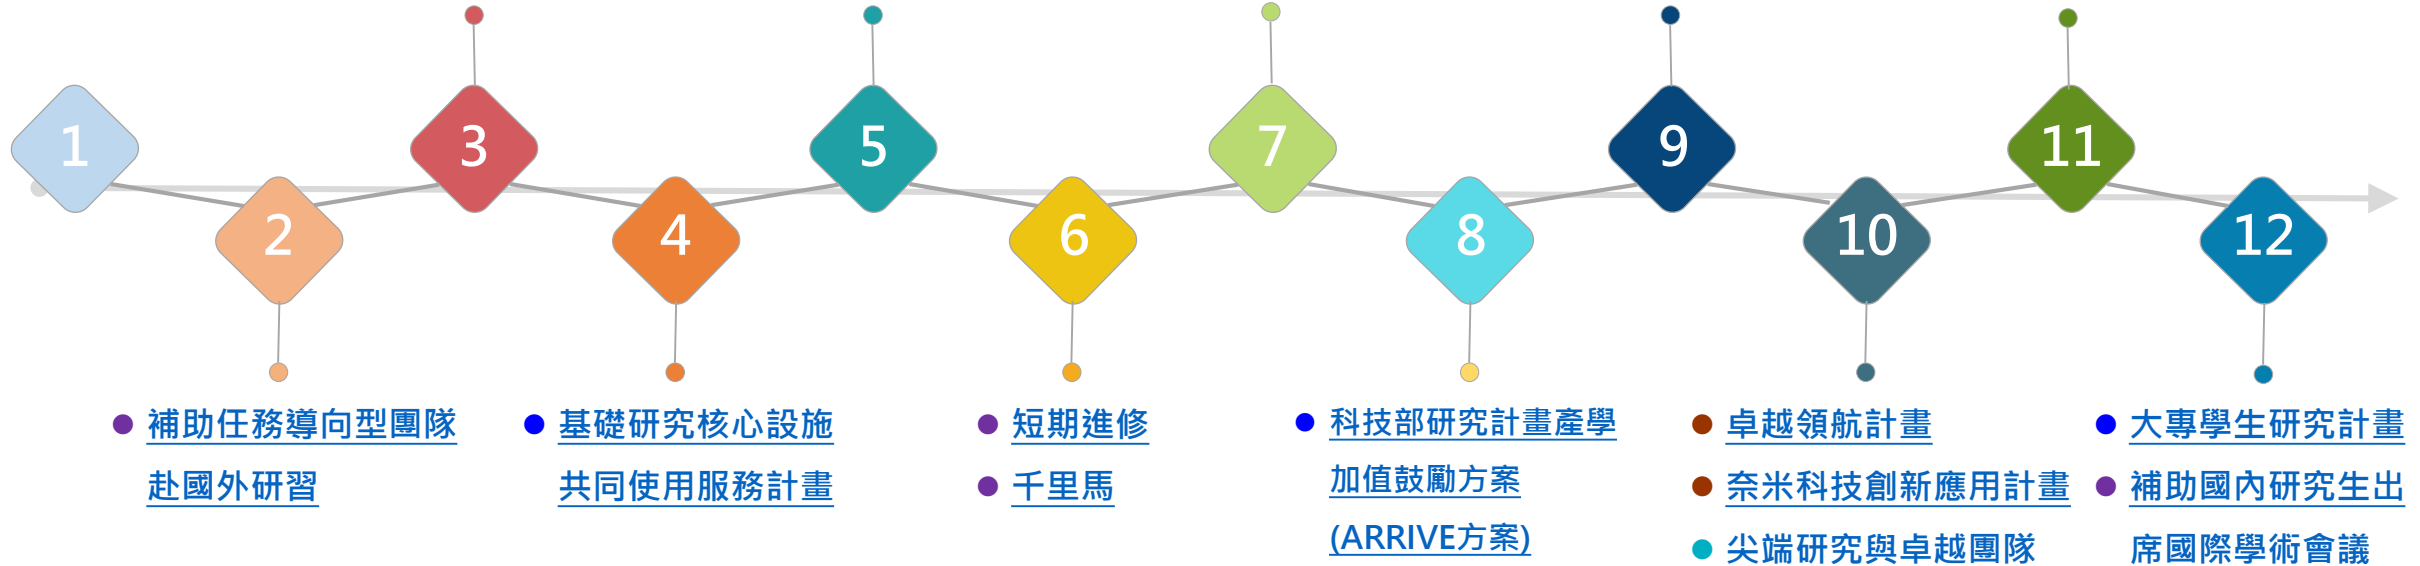 1
2
3
4
5
6
7
8
9
10
11
12
補助任務導向型團隊
赴國外研習
基礎研究核心設施
共同使用服務計畫
短期進修
千里馬
科技部研究計畫產學
加值鼓勵方案
(ARRIVE方案)
卓越領航計畫
奈米科技創新應用計畫
尖端研究與卓越團隊
大專學生研究計畫
補助國內研究生出
席國際學術會議